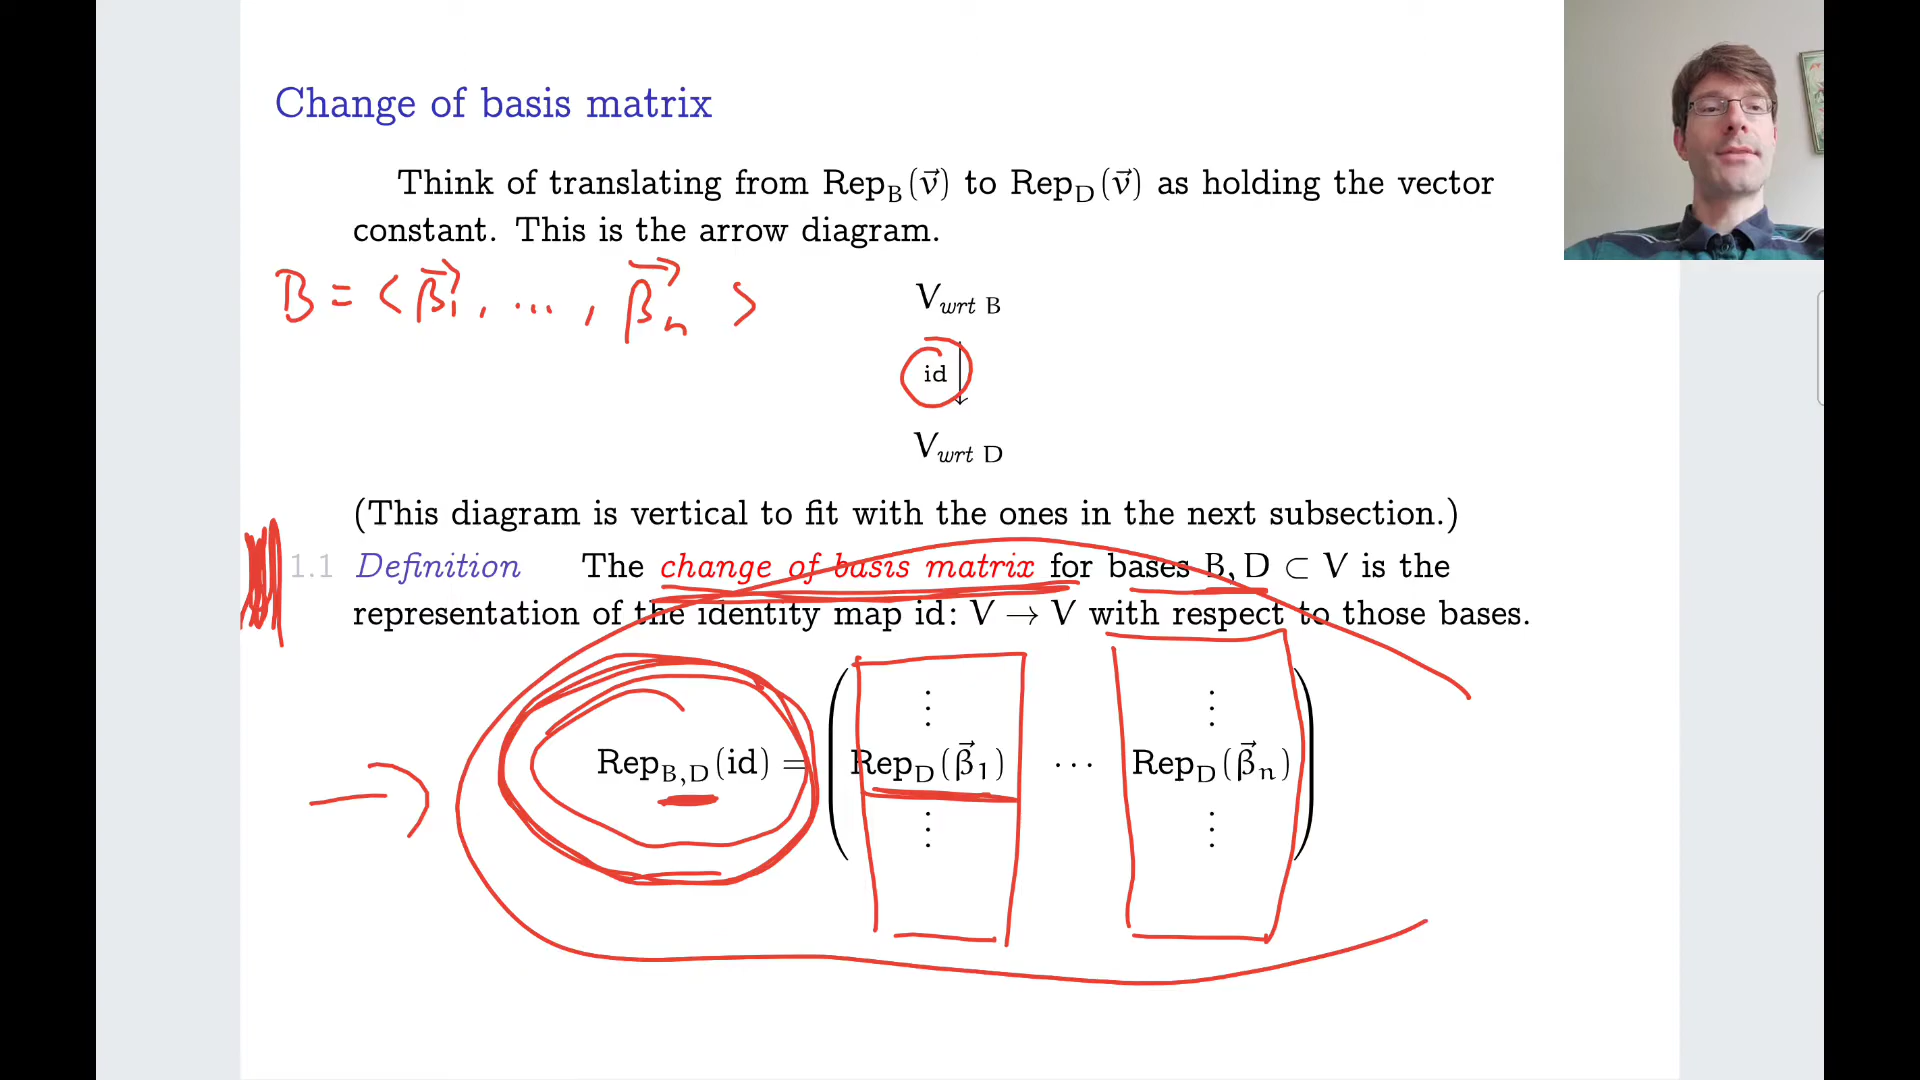 Change of basis matrix
Think of translating from Rep_B(v⃗) to Rep_D(v⃗) as holding the vector
constant. This is the arrow diagram.
B = < β⃗₁, ..., β⃗ₙ >
V_wrt B
id
V_wrt D
(This diagram is vertical to fit with the ones in the next subsection.)
1.1 Definition The change of basis matrix for bases B, D ⊂ V is the
representation of the identity map id: V → V with respect to those bases.
⋮ ⋮
Rep_B,D(id) = ( Rep_D(β⃗₁) ⋯ Rep_D(β⃗ₙ) )
⋮ ⋮